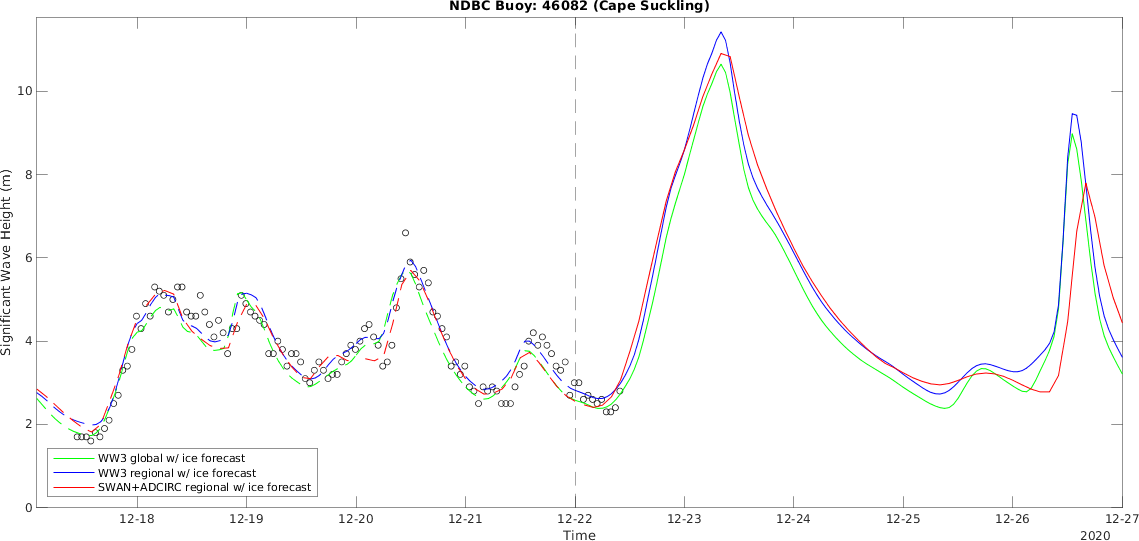 NDBC Buoy: 46082 (Cape Suckling)
Significant Wave Height (m)
10
8
6
4
2
0
WW3 global w/ ice forecast
WW3 regional w/ ice forecast
SWAN+ADCIRC regional w/ ice forecast
12-18 12-19 12-20 12-21 12-22 12-23 12-24 12-25 12-26 12-27
Time
2020